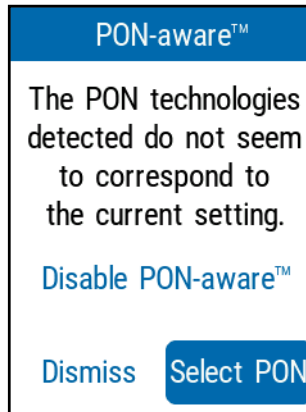 PON-aware™
The PON technologies
detected do not seem
to correspond to
the current setting.
Disable PON-aware™
Dismiss
Select PON